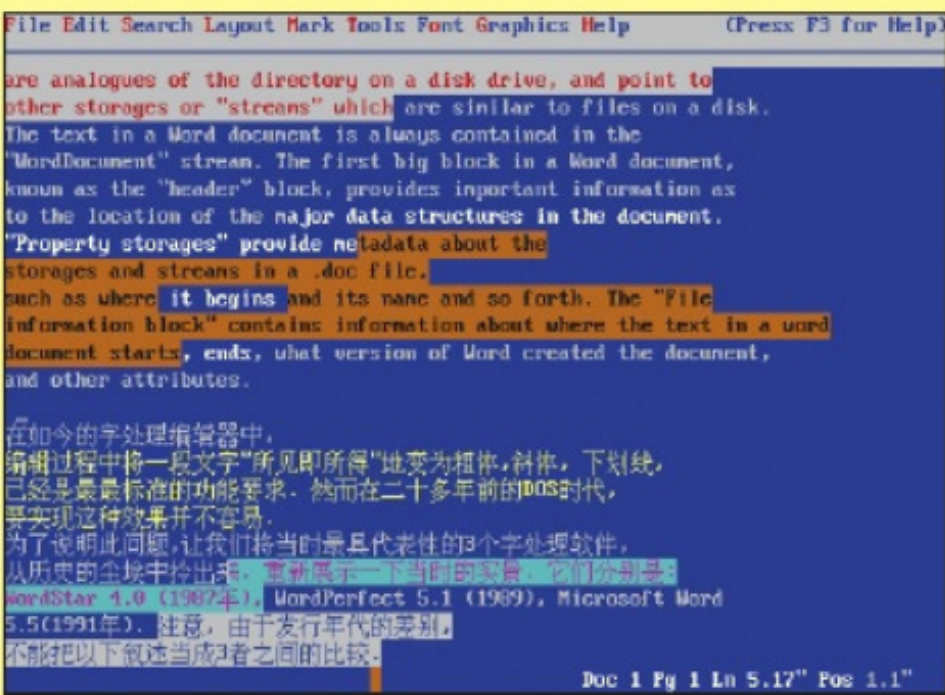 File Edit Search Layout Mark Tools Font Graphics Help (Press F3 for Help)
are analogues of the directory on a disk drive, and point to
other storages or "streams" which are similar to files on a disk.
The text in a Word document is always contained in the
"WordDocument" stream. The first big block in a Word document,
known as the "header" block, provides important information as
to the location of the major data structures in the document.
"Property storages" provide metadata about the
storages and streams in a .doc file,
such as where it begins and its name and so forth. The "File
information block" contains information about where the text in a word
document starts, ends, what version of Word created the document,
and other attributes.
在如今的字处理编辑器中，
编辑过程中将一段文字"所见即所得"地变为粗体,斜体，下划线，
已经是最最标准的功能要求．然而在二十多年前的DOS时代，
要实现这种效果并不容易．
为了说明此问题,让我们将当时最具代表性的3个字处理软件，
从历史的尘埃中拎出来．重新展示一下当时的实景．它们分别是：
WordStar 4.0 (1987年), WordPerfect 5.1 (1989), Microsoft Word
5.5(1991年)．注意，由于发行年代的差别，
不能把以下叙述当成3者之间的比较．
Doc 1 Pg 1 Ln 5.17" Pos 1.1"